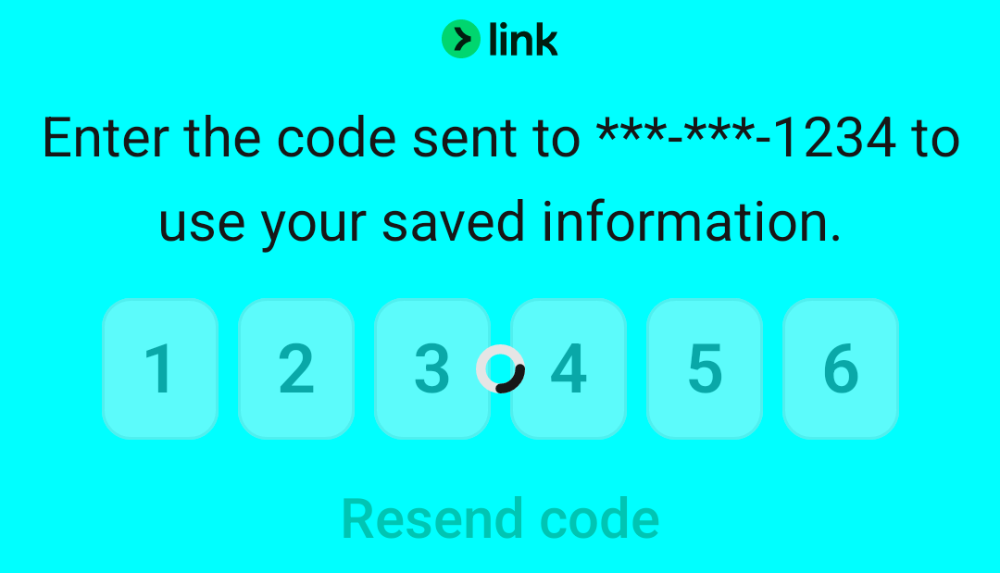 link
Enter the code sent to ***-***-1234 to
use your saved information.
1 2 3 4 5 6
Resend code